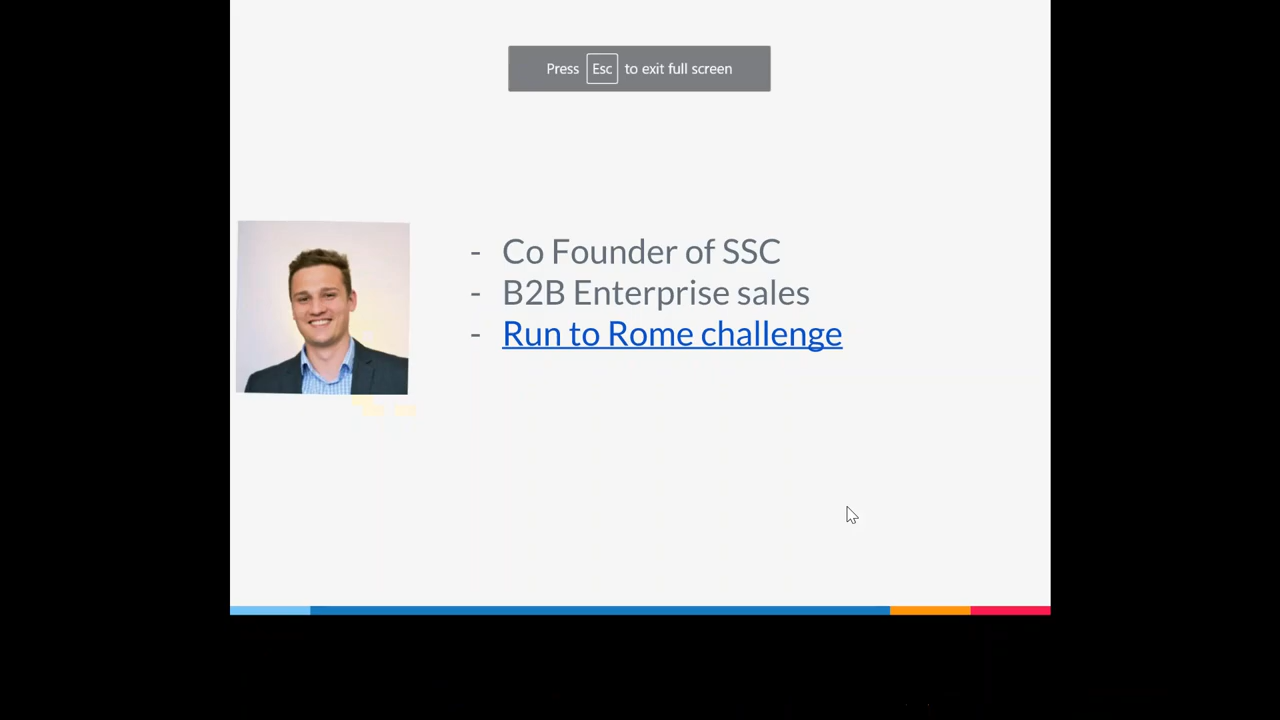 Press Esc to exit full screen
- Co Founder of SSC
- B2B Enterprise sales
- Run to Rome challenge